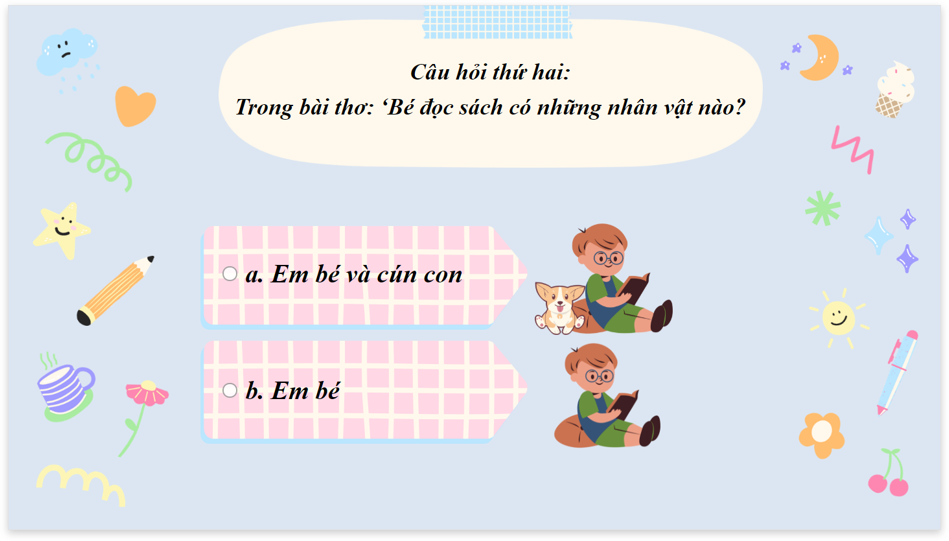 Câu hỏi thứ hai:
Trong bài thơ: ‘Bé đọc sách có những nhân vật nào?
a. Em bé và cún con
b. Em bé